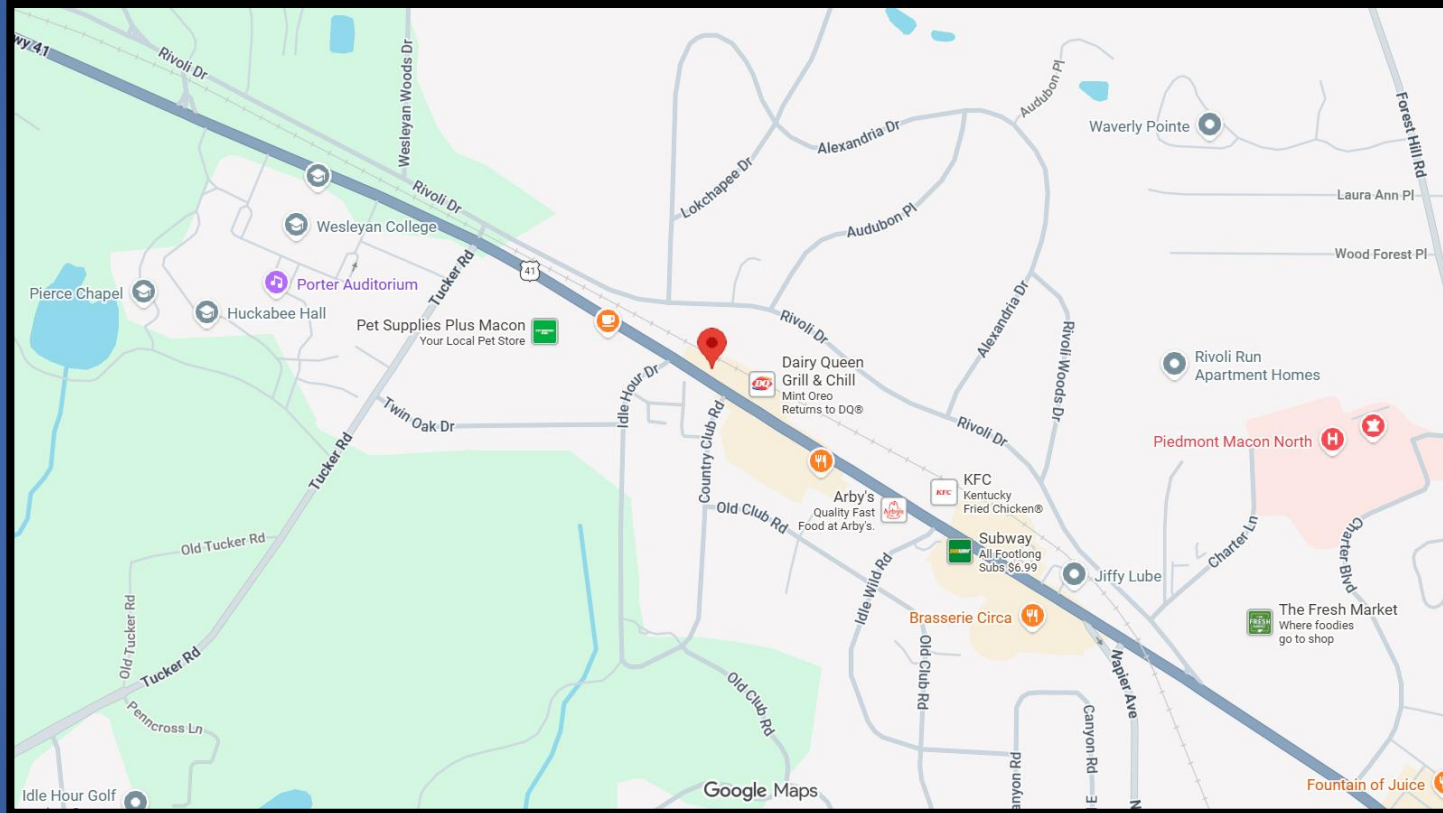 wy 41
Rivoli Dr
Wesleyan Woods Dr
Rivoli Dr
Wesleyan College
Porter Auditorium
Pierce Chapel
Huckabee Hall
Tucker Rd
41
Pet Supplies Plus Macon
Your Local Pet Store
Lokchapee Dr
Alexandria Dr
Audubon Pl
Audubon Pl
Waverly Pointe
Forest Hill Rd
Laura Ann Pl
Wood Forest Pl
Rivoli Dr
Alexandria Dr
Rivoli Woods Dr
Rivoli Run
Apartment Homes
Idle Hour Dr
DQ
Dairy Queen
Grill & Chill
Mint Oreo
Returns to DQ®
Twin Oak Dr
Country Club Rd
Rivoli Dr
Piedmont Macon North
H
Tucker Rd
Old Club Rd
Arby's
Quality Fast
Food at Arby's.
KFC
KFC
Kentucky
Fried Chicken®
Subway
All Footlong
Subs $6.99
Jiffy Lube
Charter Ln
Charter Blvd
Old Tucker Rd
Old Tucker Rd
Idle Wild Rd
Brasserie Circa
FRESH
The Fresh Market
Where foodies
go to shop
Tucker Rd
Penncross Ln
Old Club Rd
Old Club Rd
Napier Ave
Canyon Rd
anyon Rd
E
N
Idle Hour Golf
Google Maps
Fountain of Juice